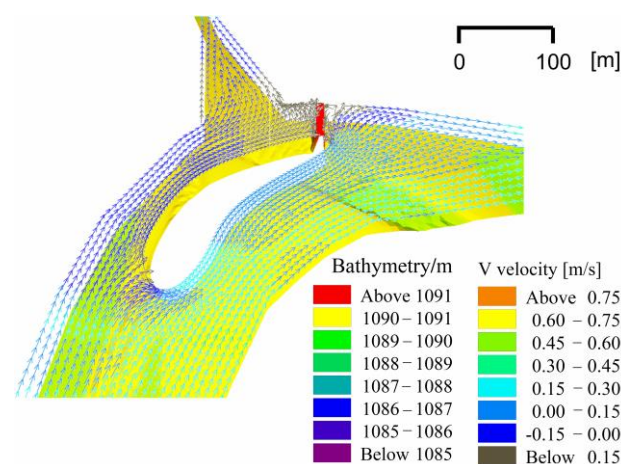 0 100 [m]
Bathymetry/m V velocity [m/s]
Above 1091 Above 0.75
1090－1091 0.60 － 0.75
1089－1090 0.45 － 0.60
1088－1089 0.30 － 0.45
1087－1088 0.15 － 0.30
1086－1087 0.00 － 0.15
1085－1086 -0.15 － 0.00
Below 1085 Below 0.15